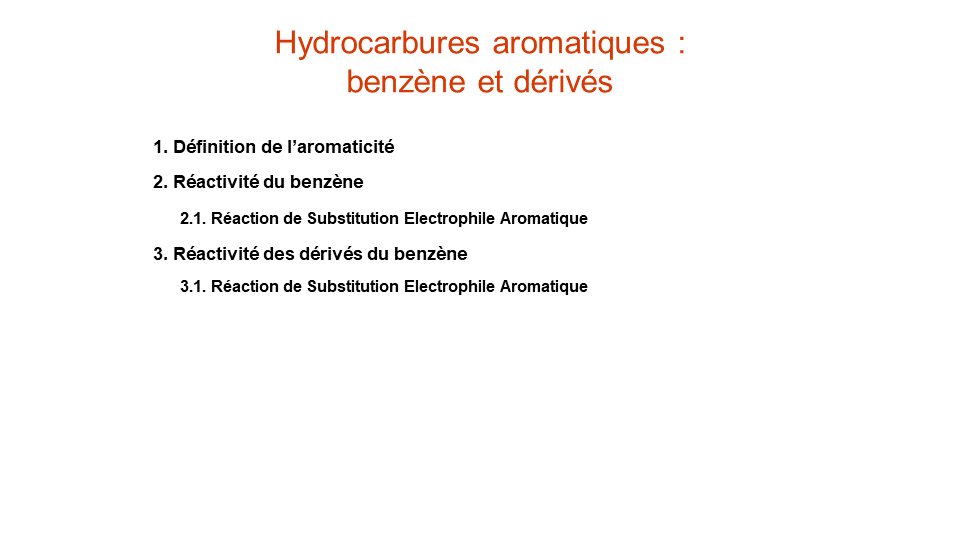 Hydrocarbures aromatiques :
benzène et dérivés
1. Définition de l’aromaticité
2. Réactivité du benzène
2.1. Réaction de Substitution Electrophile Aromatique
3. Réactivité des dérivés du benzène
3.1. Réaction de Substitution Electrophile Aromatique